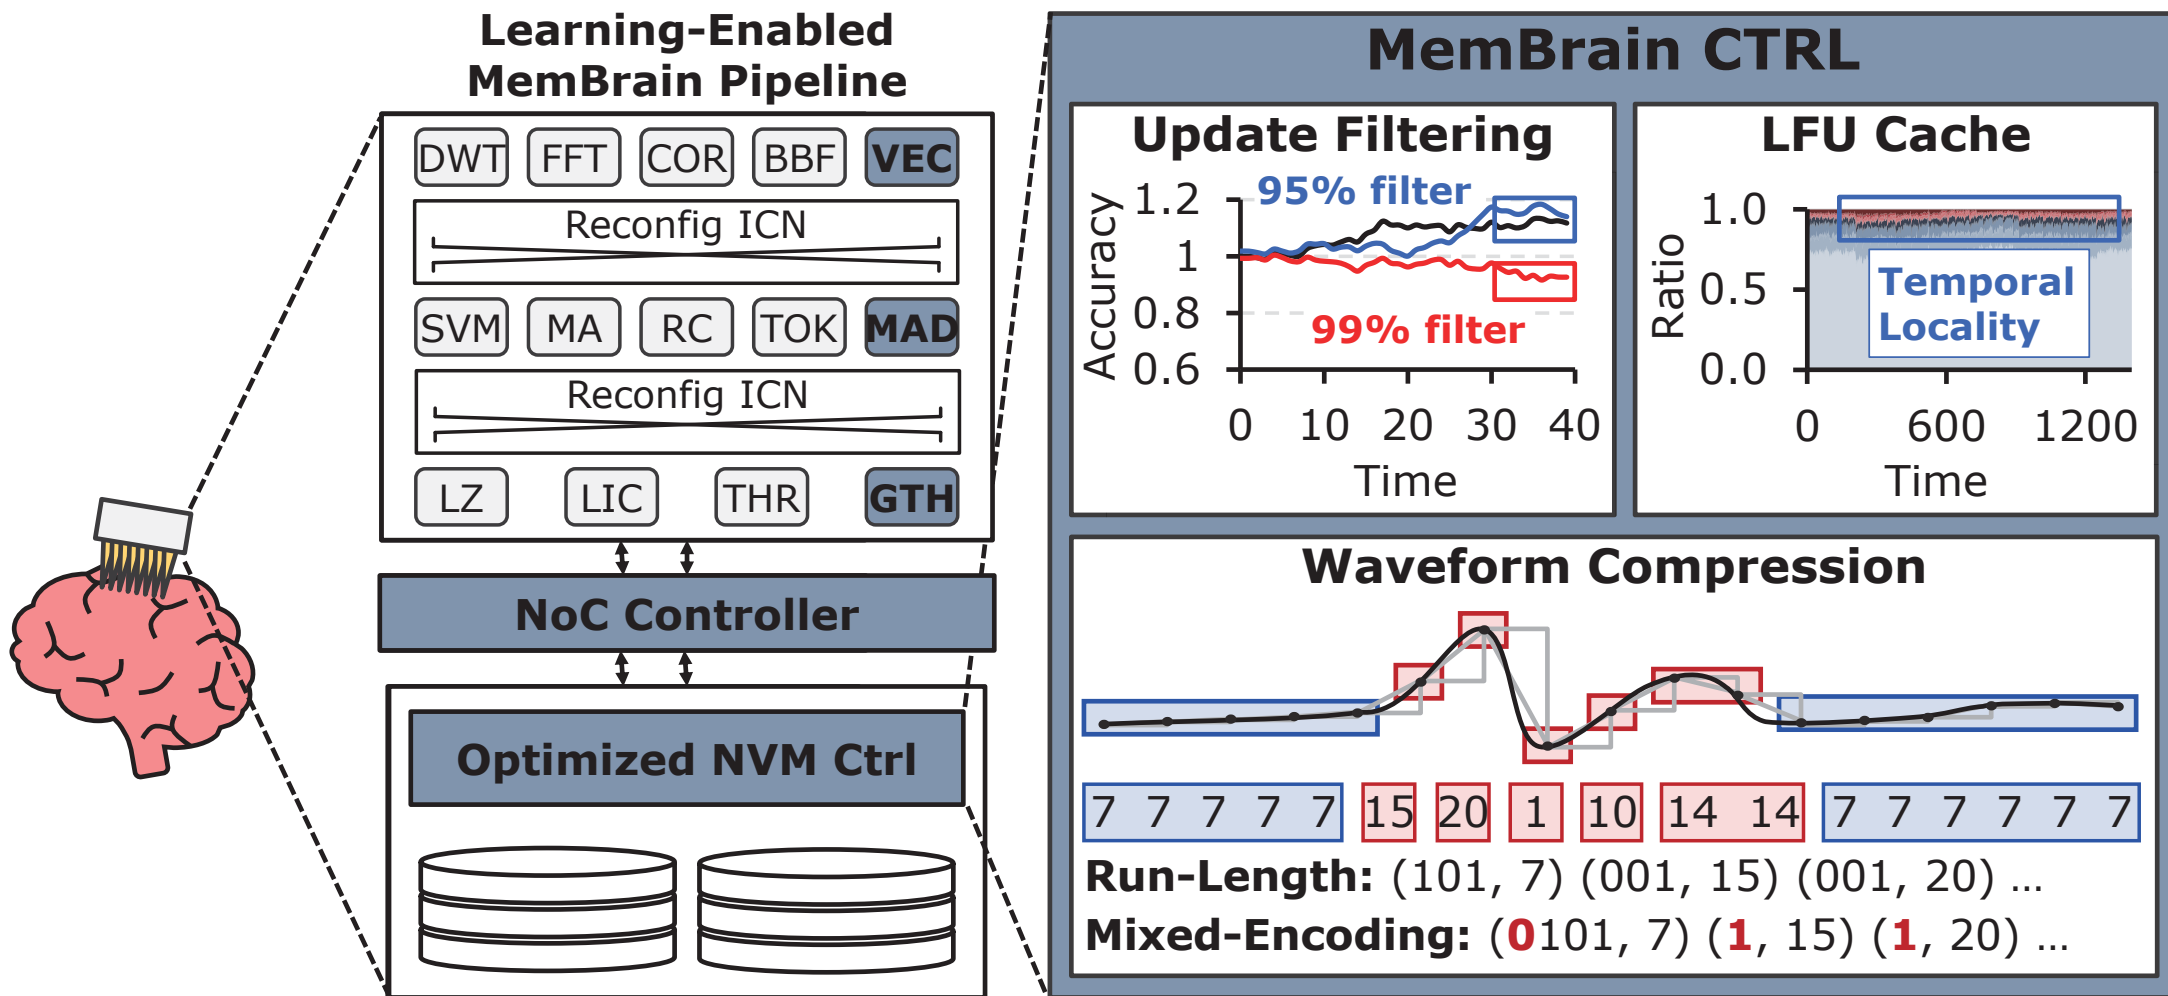 Learning-Enabled
MemBrain Pipeline
DWT FFT COR BBF VEC
Reconfig ICN
SVM MA RC TOK MAD
Reconfig ICN
LZ LIC THR GTH
NoC Controller
Optimized NVM Ctrl
MemBrain CTRL
Update Filtering
Accuracy
1.2
1
0.8
0.6
95% filter
99% filter
0 10 20 30 40
Time
LFU Cache
Ratio
1.0
0.5
0.0
Temporal
Locality
0 600 1200
Time
Waveform Compression
7 7 7 7 7 15 20 1 10 14 14 7 7 7 7 7 7
Run-Length: (101, 7) (001, 15) (001, 20) ...
Mixed-Encoding: (0101, 7) (1, 15) (1, 20) ...